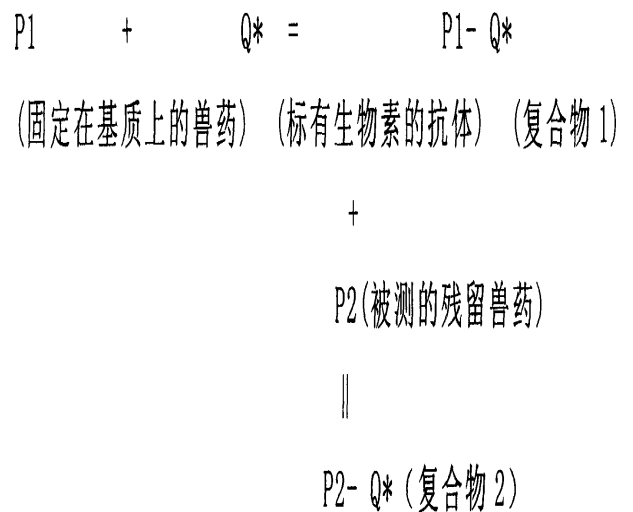 P1 + Q* = P1- Q*
(固定在基质上的兽药) (标有生物素的抗体) (复合物1)
+
P2(被测的残留兽药)
‖
P2- Q*(复合物2)